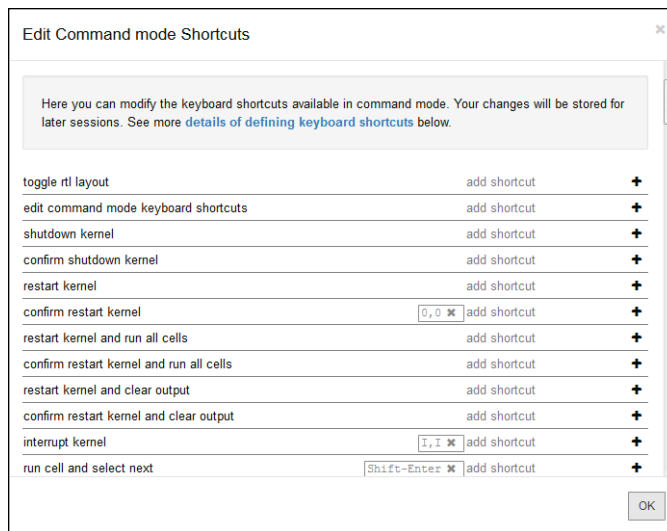 Edit Command mode Shortcuts
Here you can modify the keyboard shortcuts available in command mode. Your changes will be stored for
later sessions. See more details of defining keyboard shortcuts below.
toggle rtl layout add shortcut
edit command mode keyboard shortcuts add shortcut
shutdown kernel add shortcut
confirm shutdown kernel add shortcut
restart kernel add shortcut
confirm restart kernel 0,0 add shortcut
restart kernel and run all cells add shortcut
confirm restart kernel and run all cells add shortcut
restart kernel and clear output add shortcut
confirm restart kernel and clear output add shortcut
interrupt kernel I,I add shortcut
run cell and select next Shift-Enter add shortcut
OK